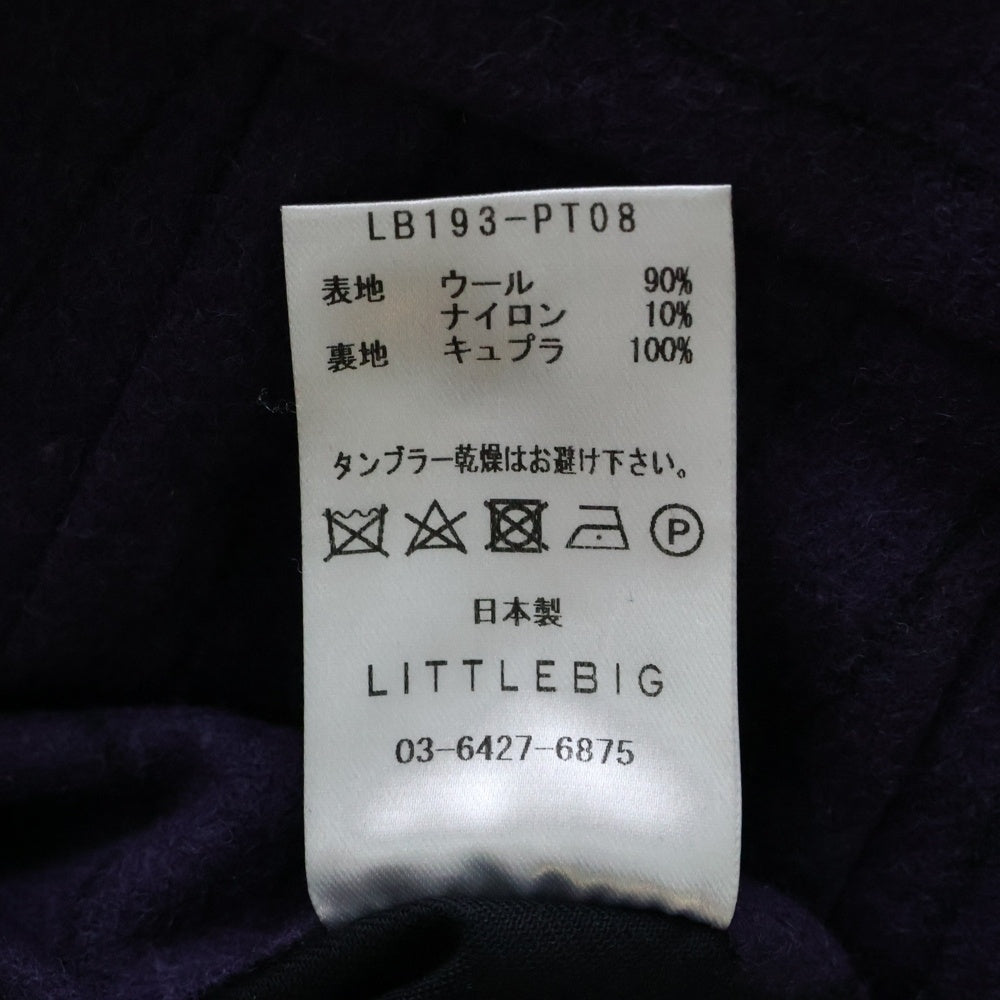 LB193-PT08
表地 ウール 90%
ナイロン 10%
裏地 キュプラ 100%
タンブラー乾燥はお避け下さい。
P
日本製
LITTLEBIG
03-6427-6875